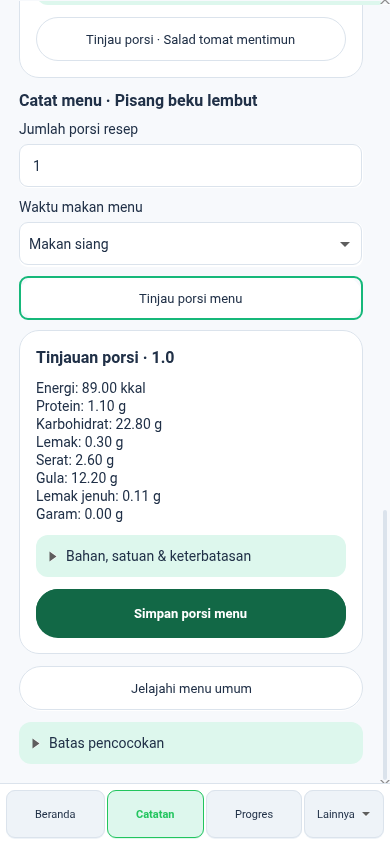 Tinjau porsi · Salad tomat mentimun
Catat menu · Pisang beku lembut
Jumlah porsi resep
1
Waktu makan menu
Makan siang
Tinjau porsi menu
Tinjauan porsi · 1.0
Energi: 89.00 kkal
Protein: 1.10 g
Karbohidrat: 22.80 g
Lemak: 0.30 g
Serat: 2.60 g
Gula: 12.20 g
Lemak jenuh: 0.11 g
Garam: 0.00 g
Bahan, satuan & keterbatasan
Simpan porsi menu
Jelajahi menu umum
Batas pencocokan
Beranda
Catatan
Progres
Lainnya